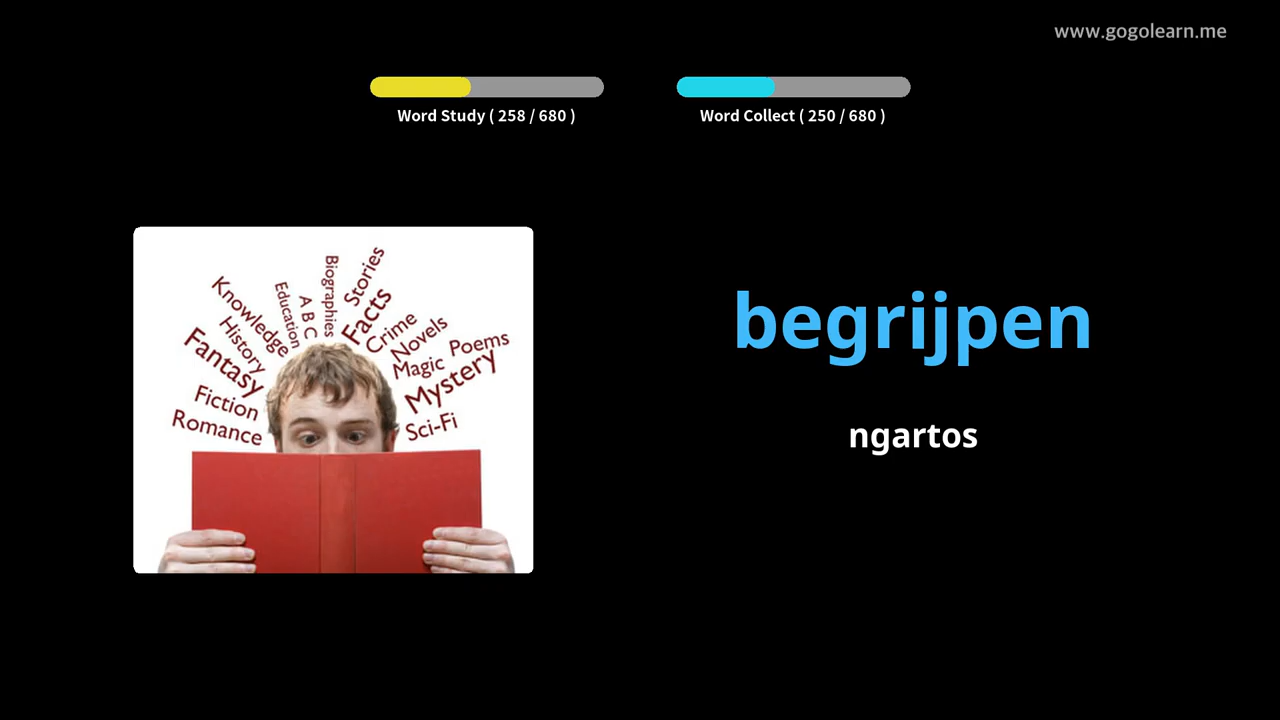 www.gogolearn.me
Word Study ( 258 / 680 )
Word Collect ( 250 / 680 )
Knowledge
Education
A B C
Biographies
Stories
Facts
Crime
Novels
Poems
History
Fantasy
Magic
Mystery
Fiction
Romance
Sci-Fi
begrijpen
ngartos